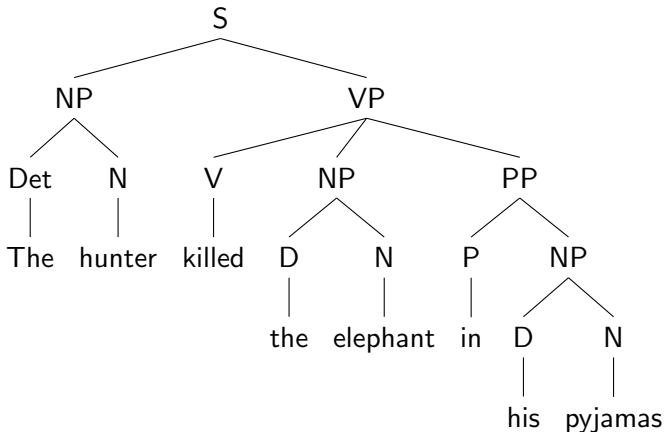 S
NP VP
Det N V NP PP
The hunter killed D N P NP
the elephant in D N
his pyjamas